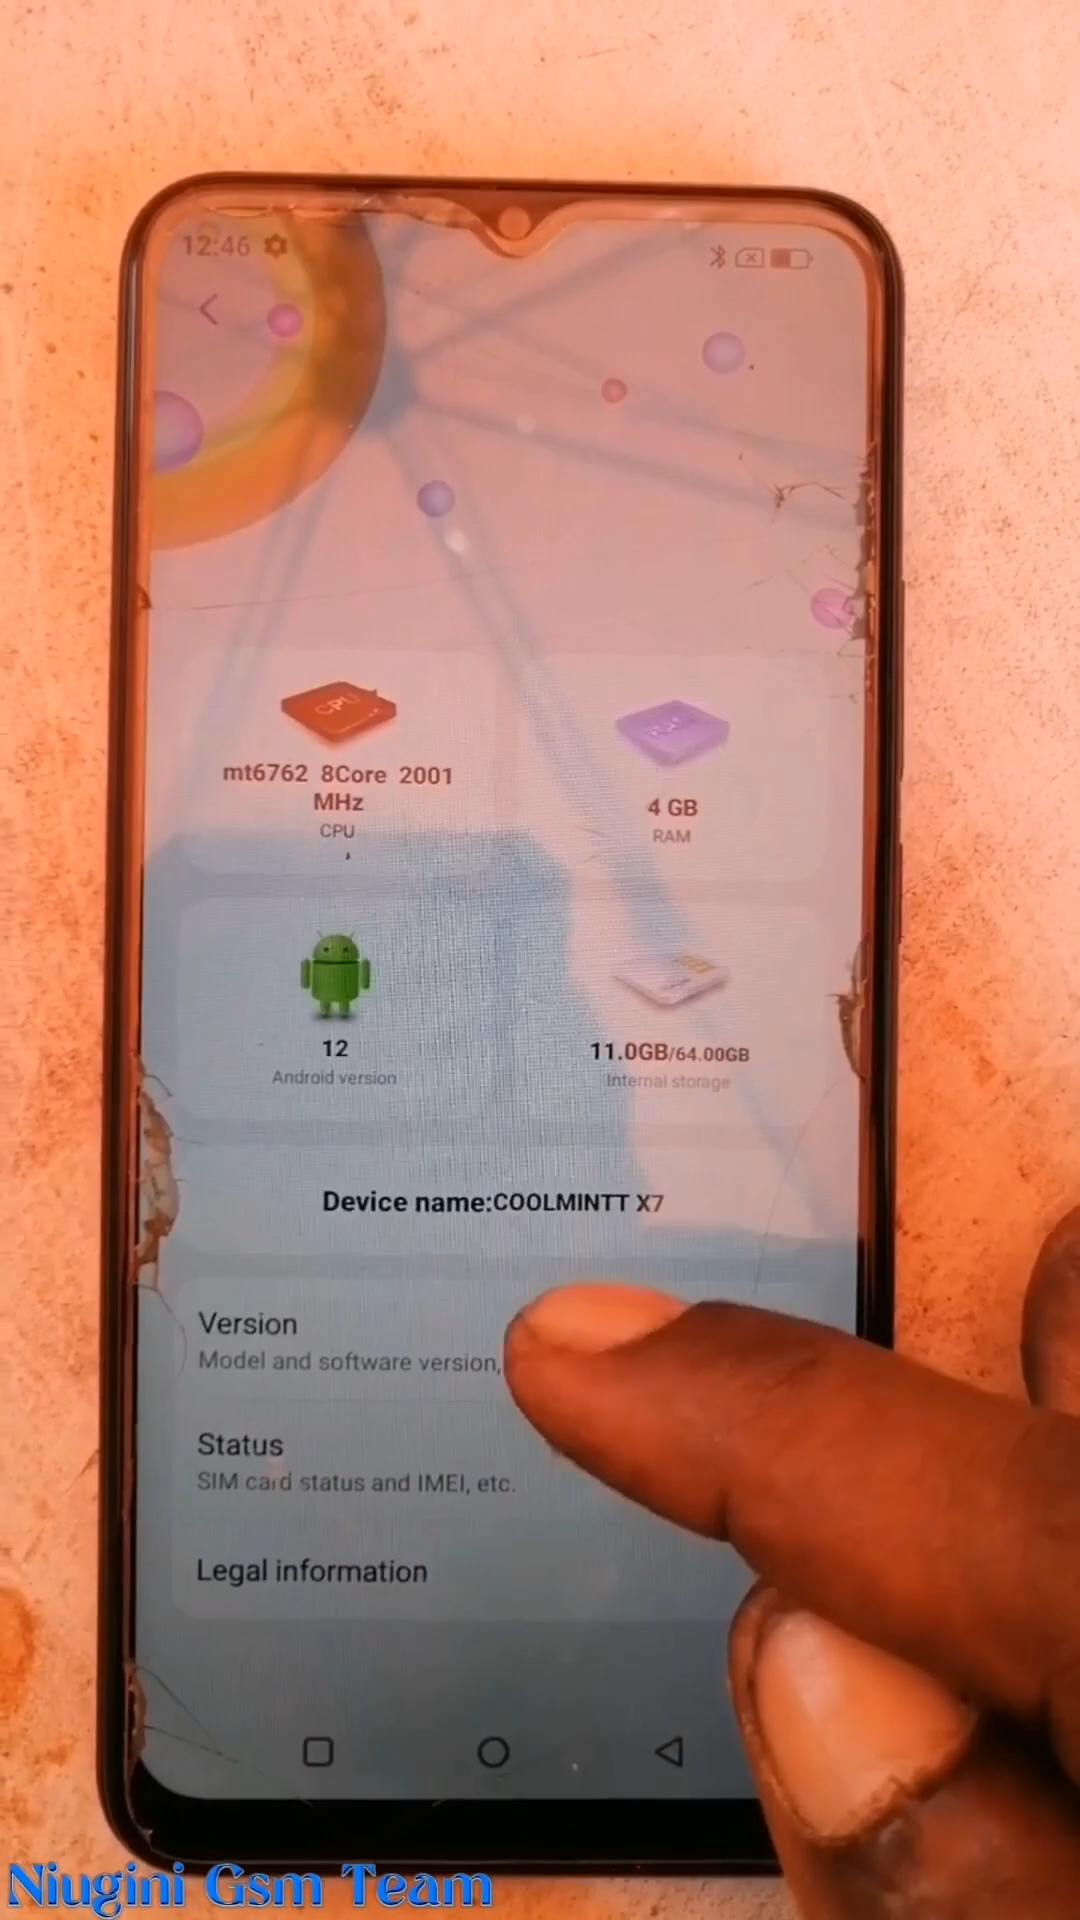 12:46
CPU
mt6762 8Core 2001
MHz
CPU
4 GB
RAM
12
Android version
11.0GB/64.00GB
Internal storage
Device name:COOLMINTT X7
Version
Model and software version,
Status
SIM card status and IMEI, etc.
Legal information
Niugini Gsm Team